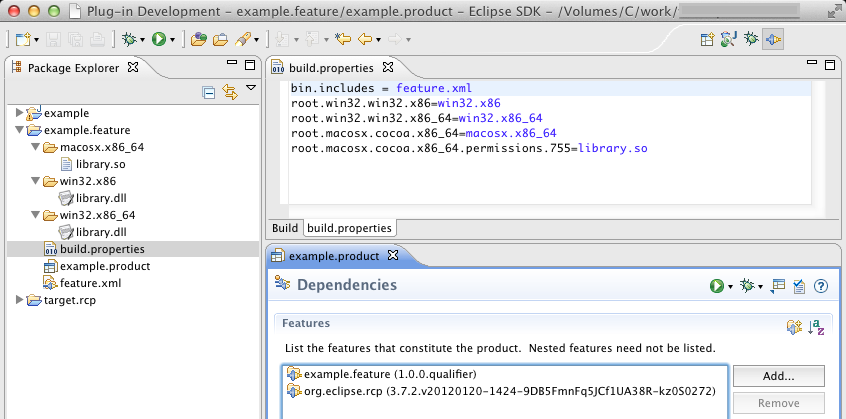 Plug-in Development - example.feature/example.product - Eclipse SDK - /Volumes/C/work/
Package Explorer
example
example.feature
macosx.x86_64
library.so
win32.x86
library.dll
win32.x86_64
library.dll
build.properties
example.product
feature.xml
target.rcp
build.properties
bin.includes = feature.xml
root.win32.win32.x86=win32.x86
root.win32.win32.x86_64=win32.x86_64
root.macosx.cocoa.x86_64=macosx.x86_64
root.macosx.cocoa.x86_64.permissions.755=library.so
Build build.properties
example.product
Dependencies
Features
List the features that constitute the product. Nested features need not be listed.
example.feature (1.0.0.qualifier)
org.eclipse.rcp (3.7.2.v20120120-1424-9DB5FmnFq5JCf1UA38R-kz0S0272)
Add...
Remove